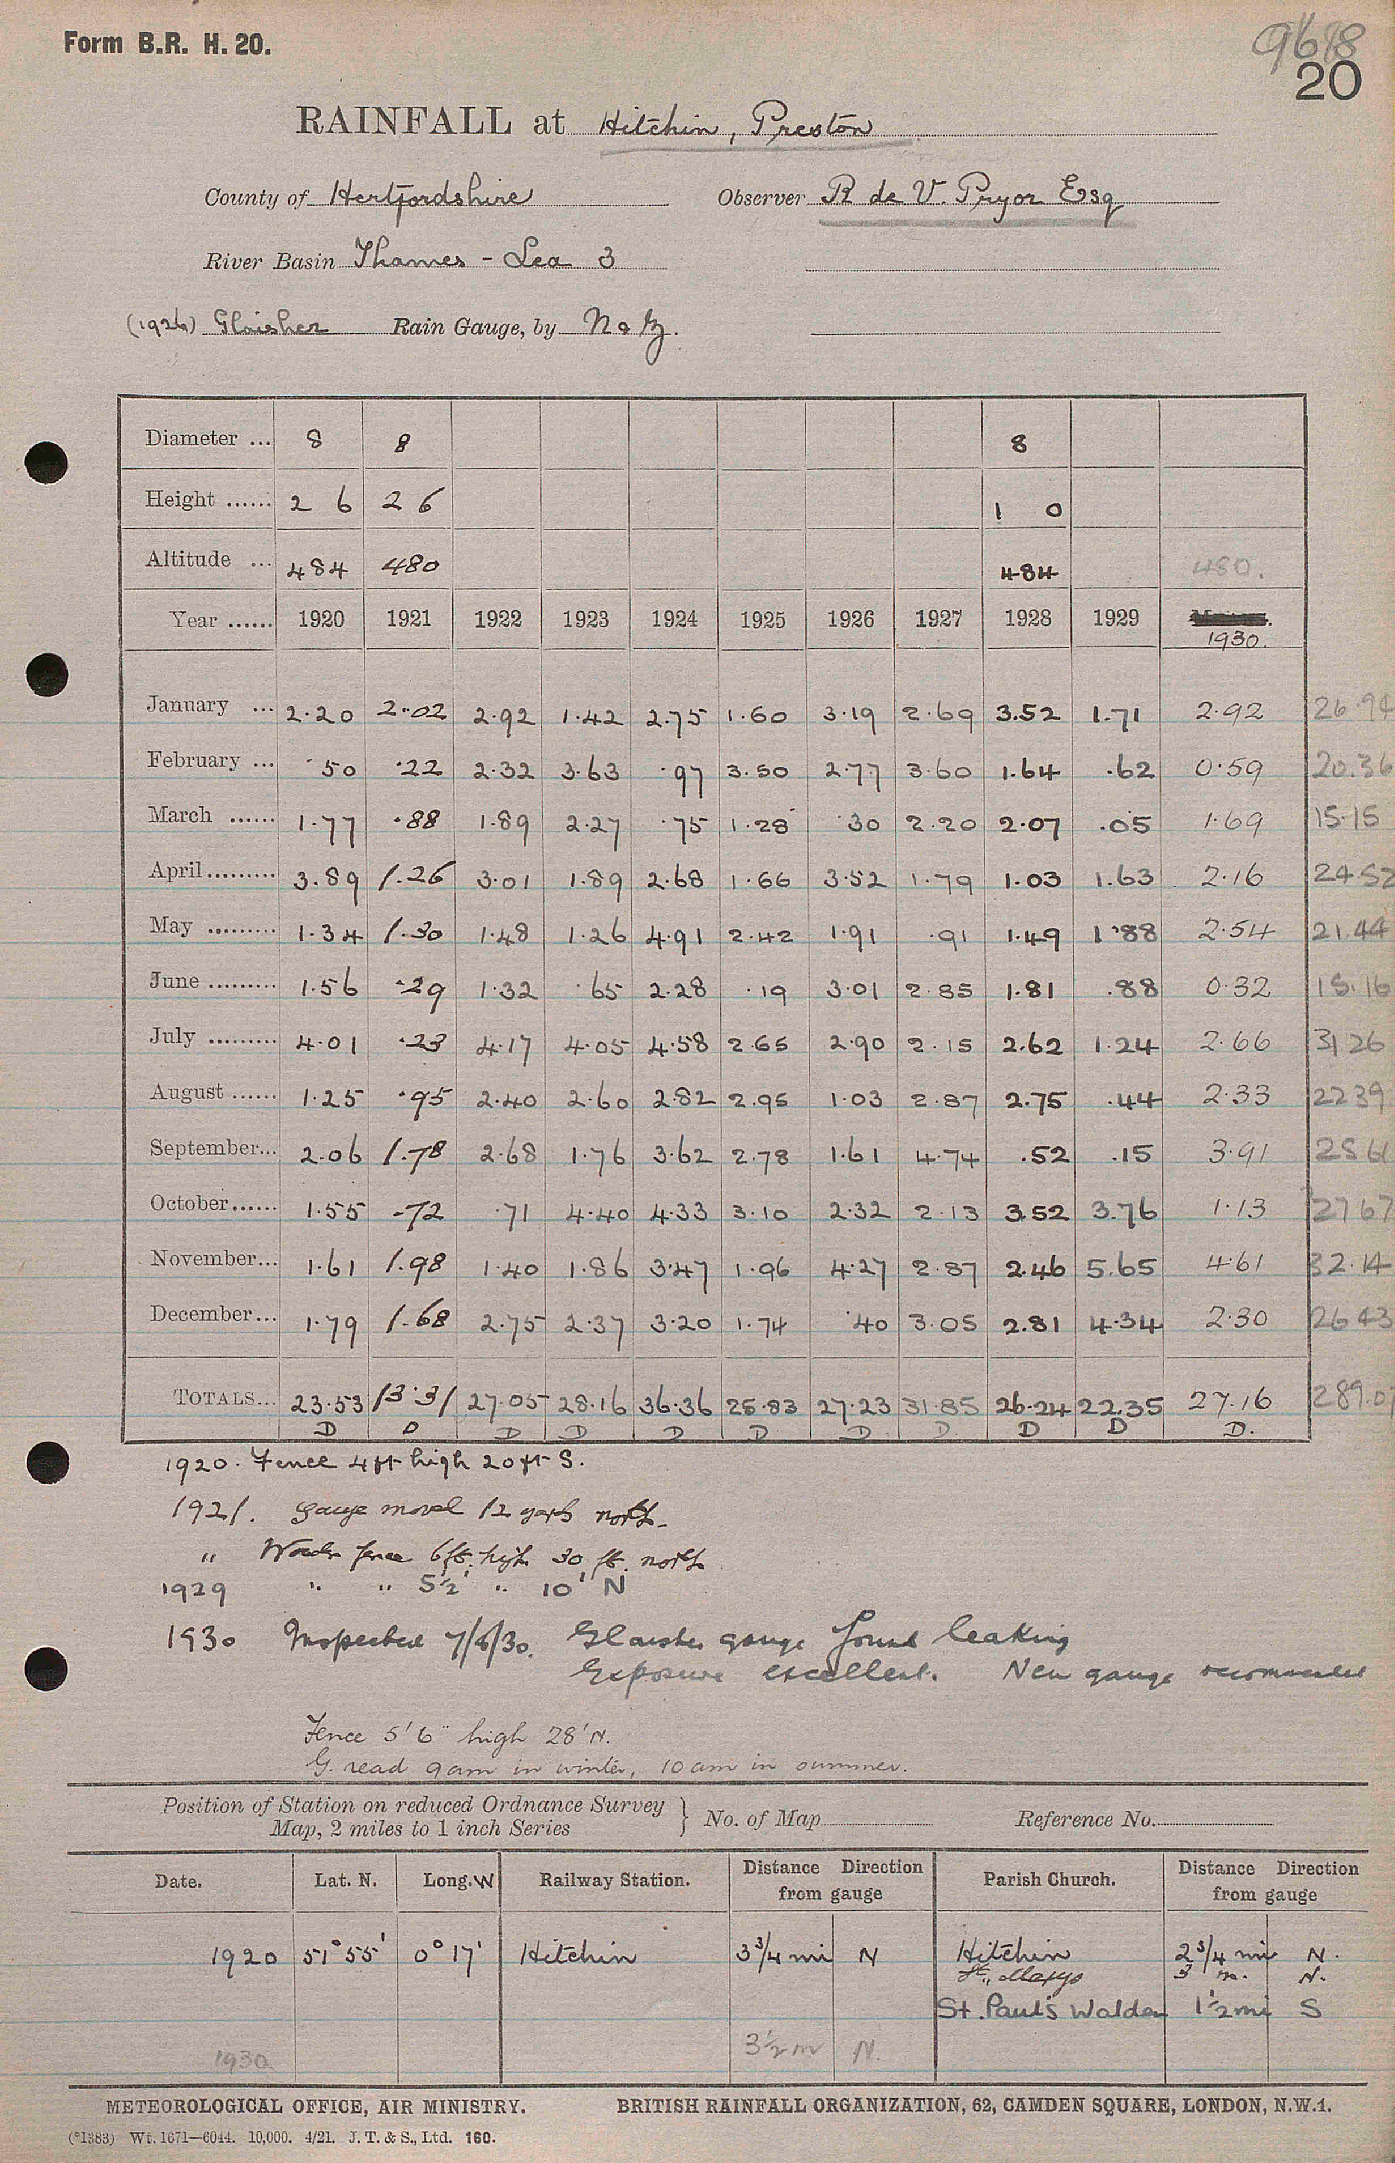 Form B.R. H. 20.
9618
20
RAINFALL at Hitchin, Preston
County of Hertfordshire Observer R de V. Pryor Esq
River Basin Thames - Lea 3
(1926) Glaisher Rain Gauge, by N & Z.
Diameter ... 8 8 8
Height ...... 2 6 2 6 1 0
Altitude ... 484 480 484 480.
Year ...... 1920 1921 1922 1923 1924 1925 1926 1927 1928 1929 1930.
January ... 2.20 2.02 2.92 1.42 2.75 1.60 3.19 2.69 3.52 1.71 2.92 26.94
February ... .50 .22 2.32 3.63 .97 3.50 2.77 3.60 1.64 .62 0.59 20.36
March ...... 1.77 .88 1.89 2.27 .75 1.28 .30 2.20 2.07 .05 1.69 15.15
April ......... 3.89 1.26 3.01 1.89 2.68 1.66 3.52 1.79 1.03 1.63 2.16 24.52
May ......... 1.34 1.30 1.48 1.26 4.91 2.42 1.91 .91 1.49 1.88 2.54 21.44
June ......... 1.56 .29 1.32 .65 2.28 .19 3.01 2.85 1.81 .88 0.32 15.16
July ......... 4.01 .23 4.17 4.05 4.58 2.65 2.90 2.15 2.62 1.24 2.66 31 26
August ...... 1.25 .95 2.40 2.60 2.82 2.95 1.03 2.87 2.75 .44 2.33 22 39
September... 2.06 1.78 2.68 1.76 3.62 2.78 1.61 4.74 .52 .15 3.91 25 61
October...... 1.55 .72 .71 4.40 4.33 3.10 2.32 2.13 3.52 3.76 1.13 27 67
November... 1.61 1.98 1.40 1.86 3.47 1.96 4.27 2.87 2.46 5.65 4.61 32.14
December... 1.79 1.68 2.75 2.37 3.20 1.74 .40 3.05 2.81 4.34 2.30 26 43
TOTALS... 23.53 13.31 27.05 28.16 36.36 25.83 27.23 31.85 26.24 22.35 27.16 289.0
D D D D D D D D. D D D.
1920. Fence 4ft high 20ft S.
1921. Gauge moved 12 yards north.
" Wooden fence 6ft. high 30 ft. north
1929 " " 5½' " 10' N
1930 Inspected 7/6/30. Glaisher gauge found leaking
Exposure excellent. New gauge recommended
Fence 5'6" high 28' N.
G. read 9am in winter, 10am in summer.
Position of Station on reduced Ordnance Survey
Map, 2 miles to 1 inch Series } No. of Map Reference No.
Date. Lat. N. Long. W Railway Station. Distance Direction from gauge Parish Church. Distance Direction from gauge
1920 51° 55' 0° 17' Hitchin 3¾ mi N Hitchin 2¾ mi N.
St. Marys 3 m. N.
St. Paul's Walden 1½ mi S
1930 3½ m N.
METEOROLOGICAL OFFICE, AIR MINISTRY. BRITISH RAINFALL ORGANIZATION, 62, CAMDEN SQUARE, LONDON, N.W.1.
(*1383) Wt. 1671—6044. 10,000. 4/21. J. T. & S., Ltd. 160.